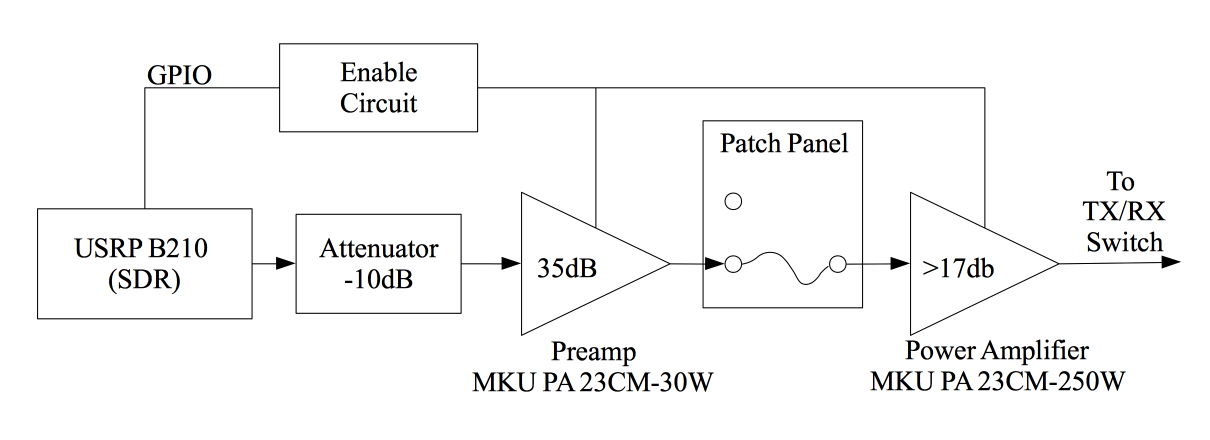 GPIO
Enable
Circuit
Patch Panel
To
TX/RX
Switch
USRP B210
(SDR)
Attenuator
-10dB
35dB
>17db
Preamp
MKU PA 23CM-30W
Power Amplifier
MKU PA 23CM-250W